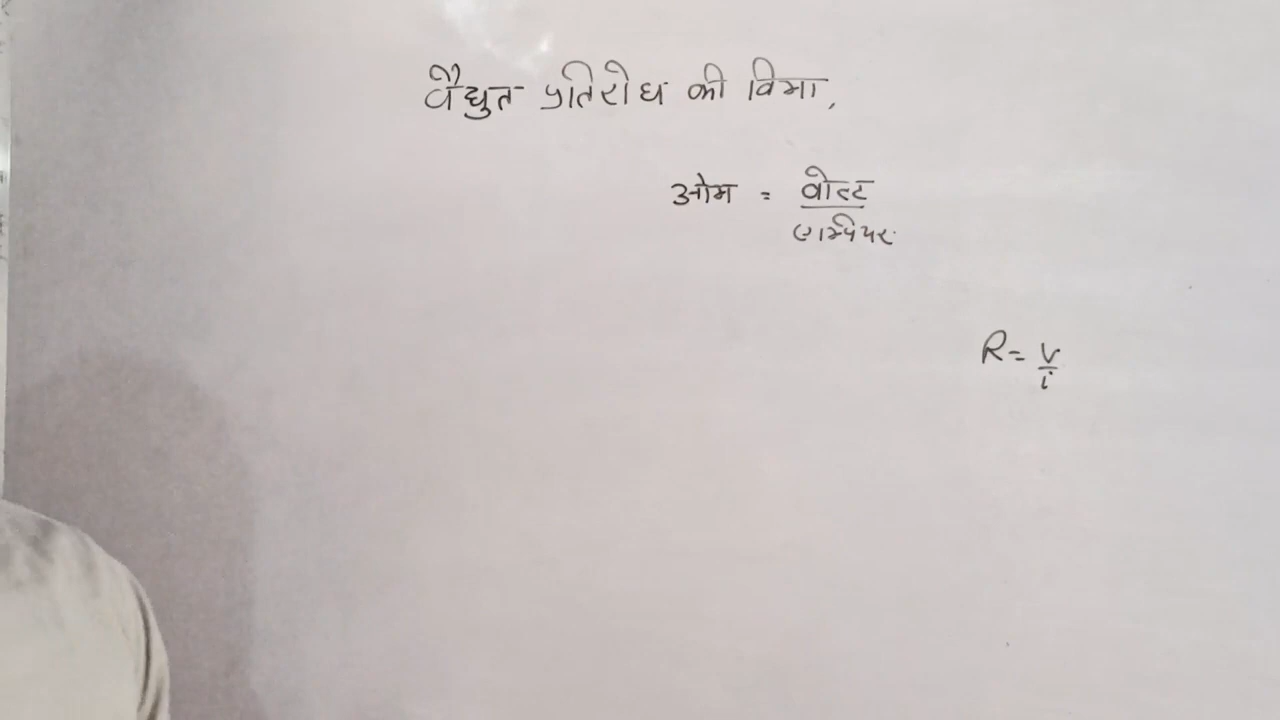 वैद्युत प्रतिरोध की विमा,
ओम = वोल्ट / एम्पियर
R = V / i